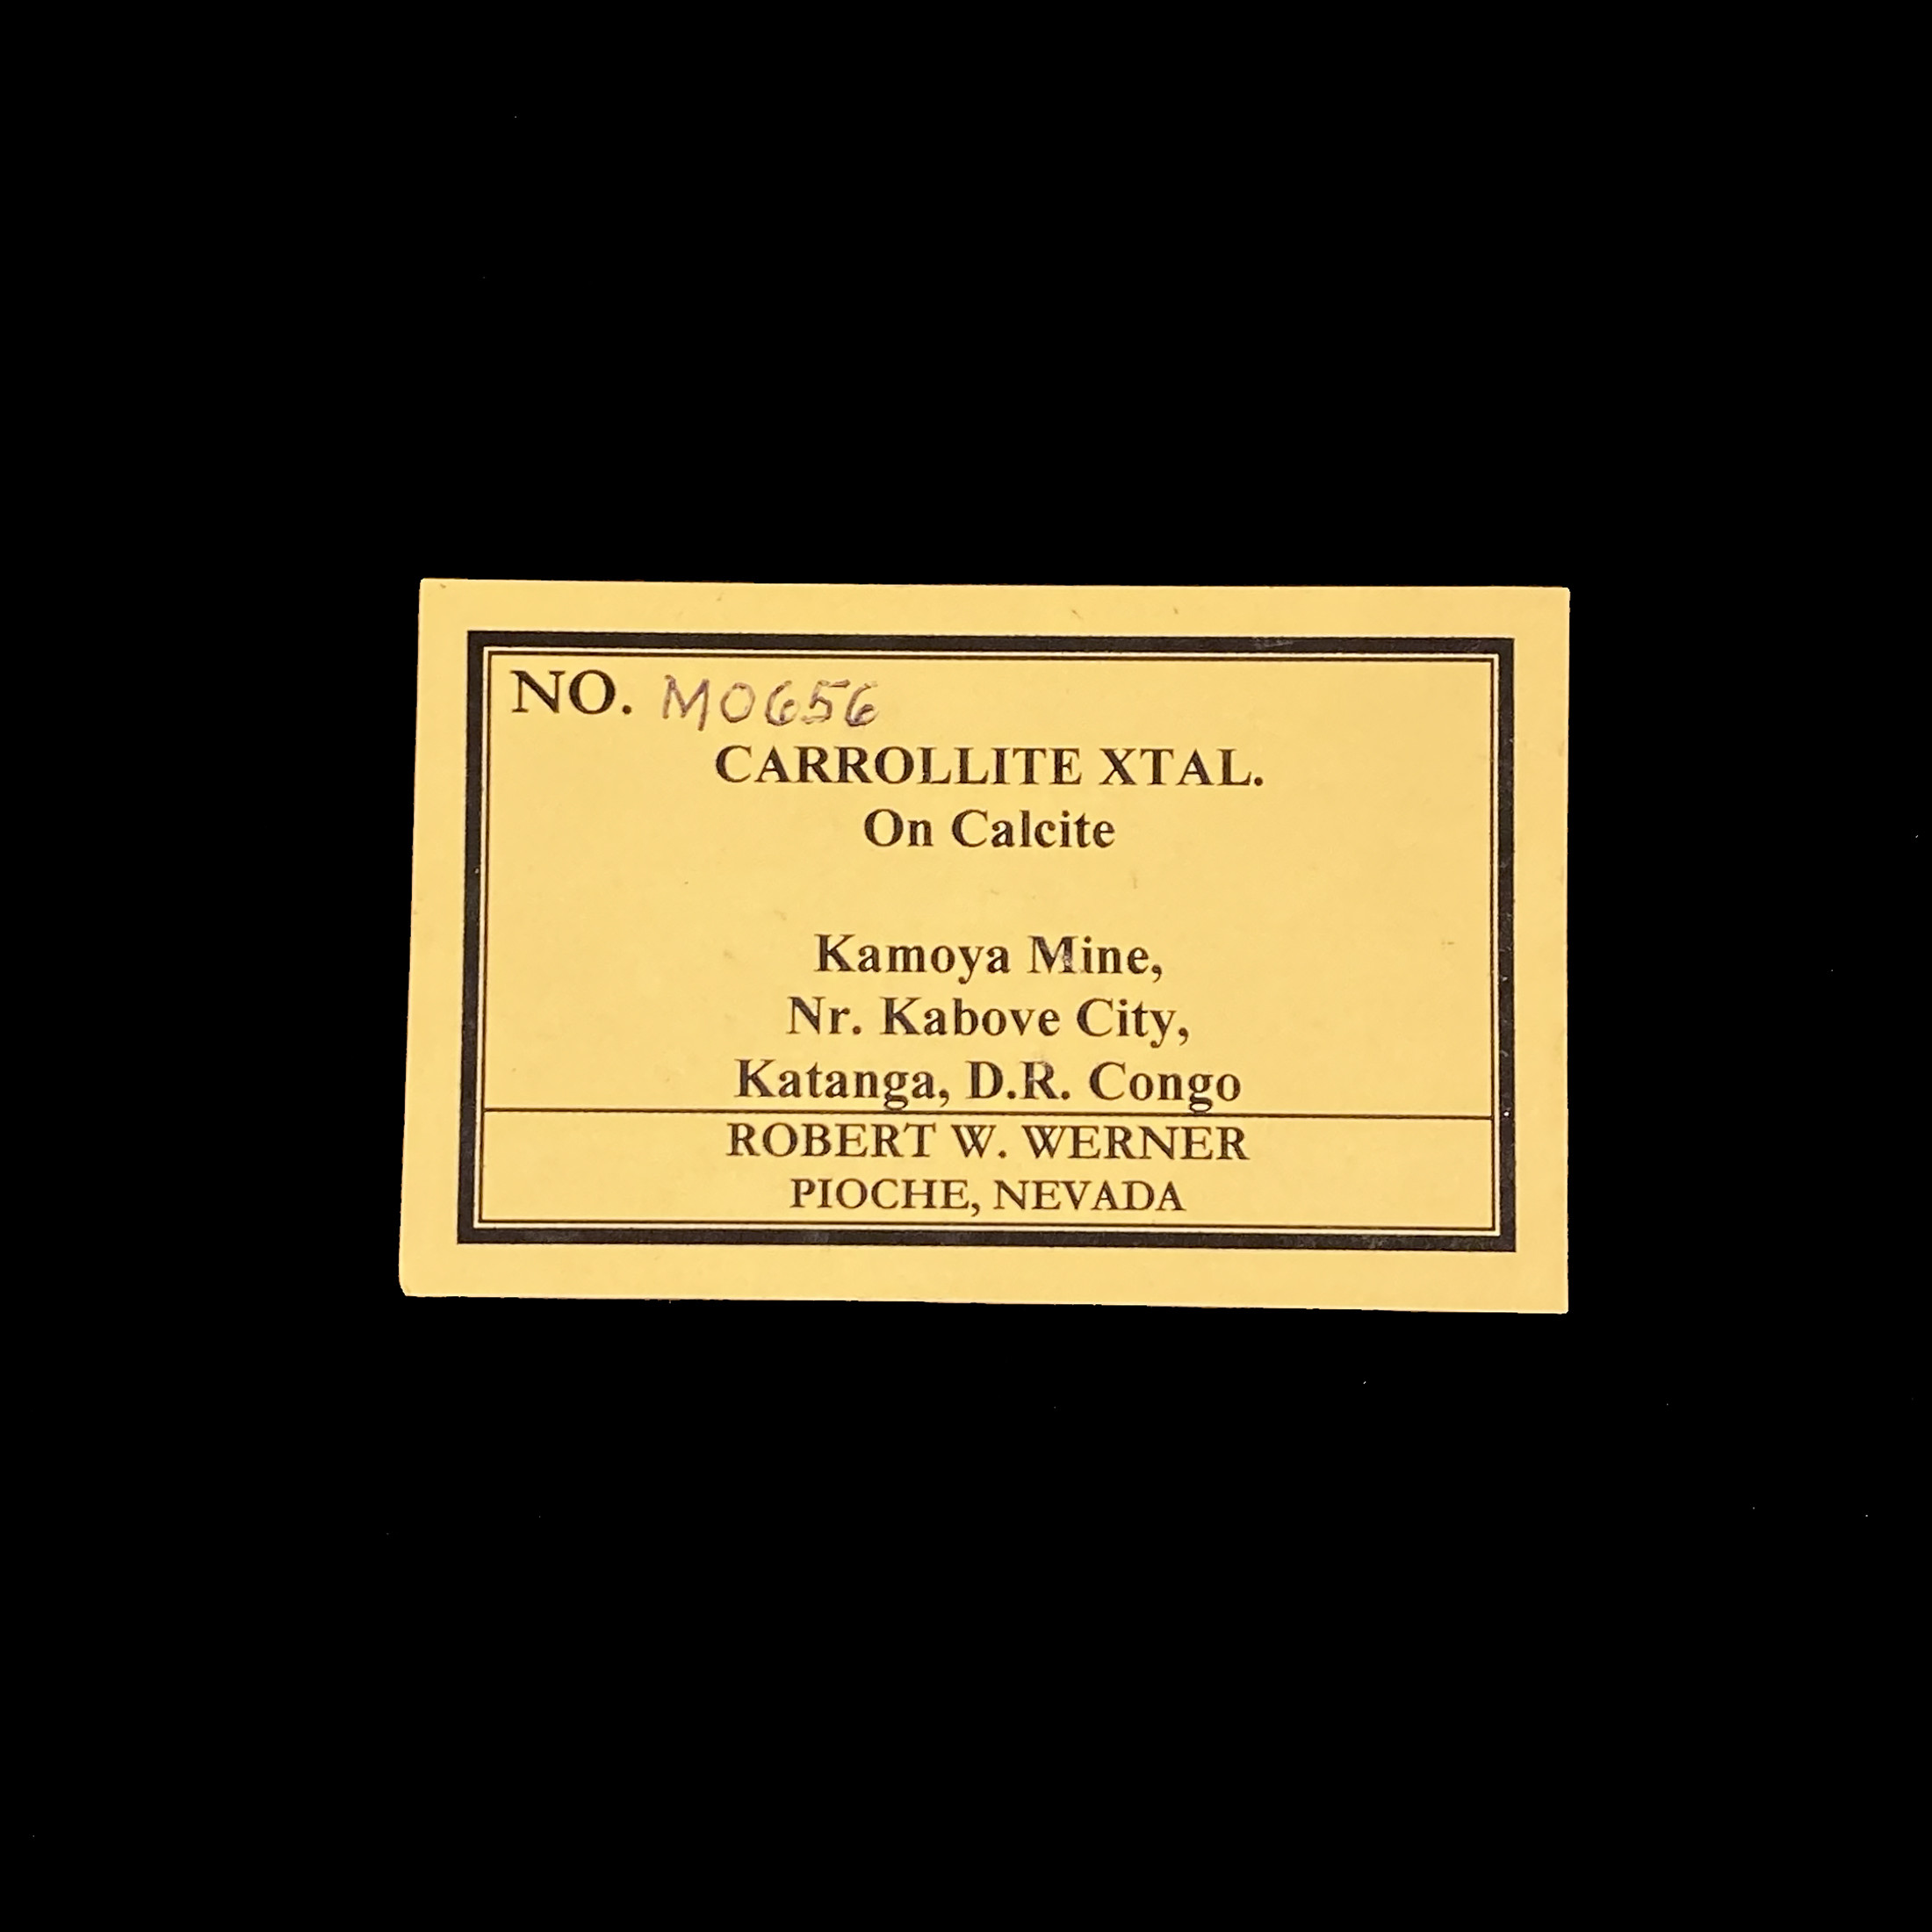 NO. M0656
CARROLLITE XTAL.
On Calcite
Kamoya Mine,
Nr. Kabove City,
Katanga, D.R. Congo
ROBERT W. WERNER
PIOCHE, NEVADA